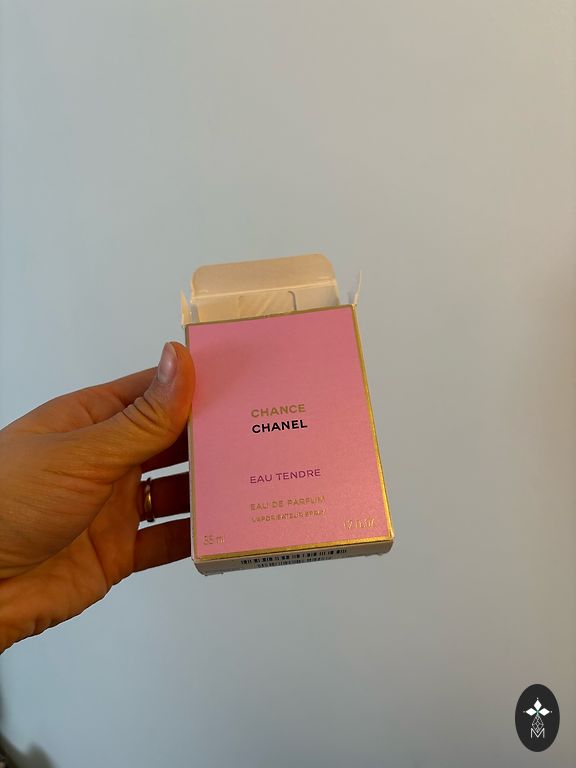 CHANCE
CHANEL
EAU TENDRE
EAU DE PARFUM
VAPORISATEUR SPRAY
35 ml
M